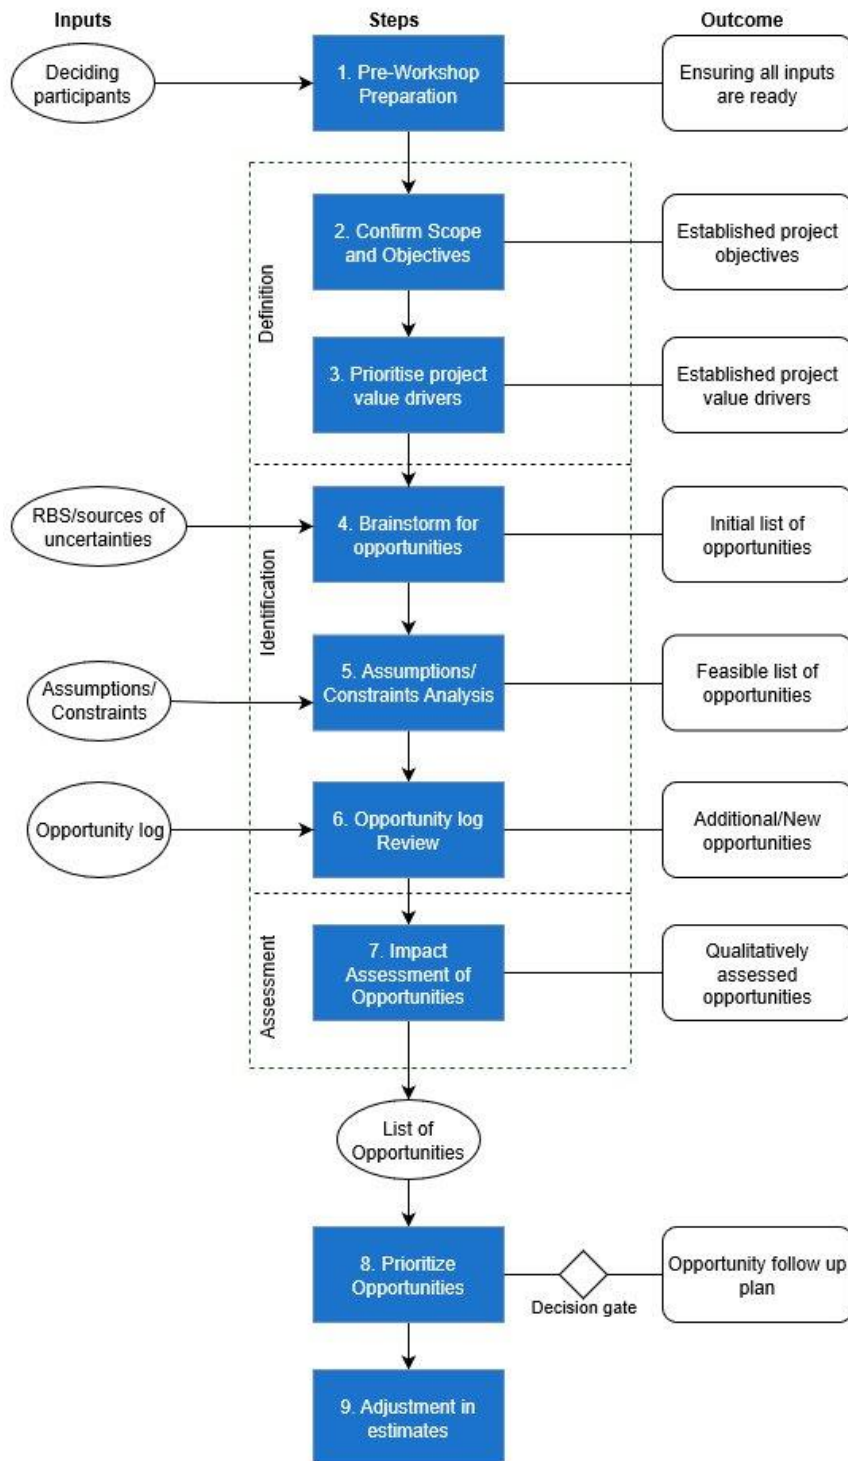 Inputs
Steps
Outcome
Deciding
participants
1. Pre-Workshop
Preparation
Ensuring all inputs
are ready
Definition
2. Confirm Scope
and Objectives
Established project
objectives
3. Prioritise project
value drivers
Established project
value drivers
Identification
RBS/sources of
uncertainties
4. Brainstorm for
opportunities
Initial list of
opportunities
Assumptions/
Constraints
5. Assumptions/
Constraints Analysis
Feasible list of
opportunities
Opportunity log
6. Opportunity log
Review
Additional/New
opportunities
Assessment
7. Impact
Assessment of
Opportunities
Qualitatively
assessed
opportunities
List of
Opportunities
8. Prioritize
Opportunities
Decision gate
Opportunity follow up
plan
9. Adjustment in
estimates